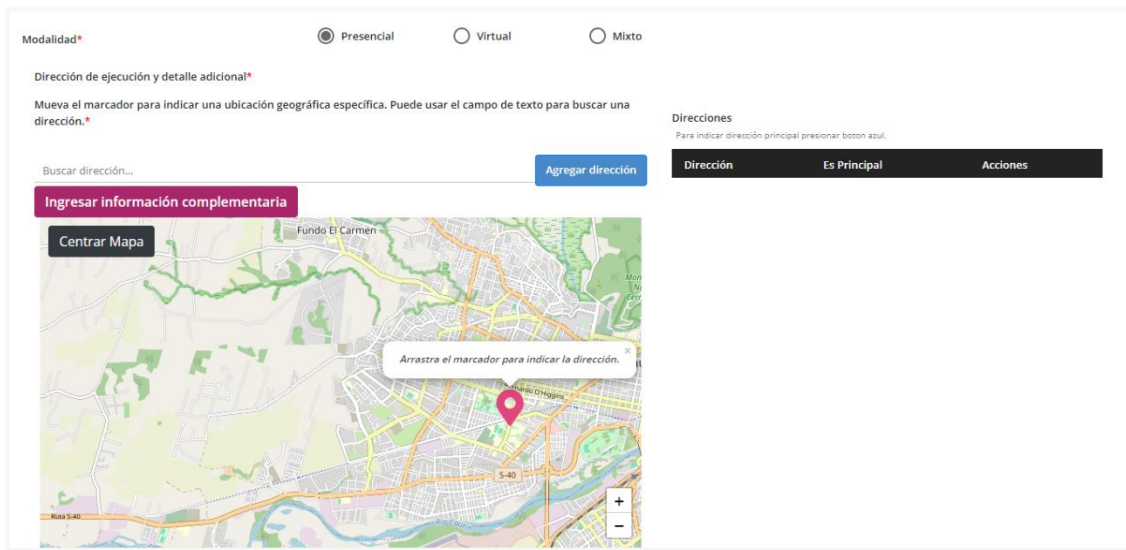 Modalidad*
Presencial
Virtual
Mixto
Dirección de ejecución y detalle adicional*
Mueva el marcador para indicar una ubicación geográfica específica. Puede usar el campo de texto para buscar una
dirección.*
Buscar dirección...
Agregar dirección
Ingresar información complementaria
Centrar Mapa
Fundo El Carmen
Arrastra el marcador para indicar la dirección.
×
Bernardo O'Higgins
S-40
Ruta S-40
+
−
Direcciones
Para indicar dirección principal presionar boton azul.
Dirección
Es Principal
Acciones